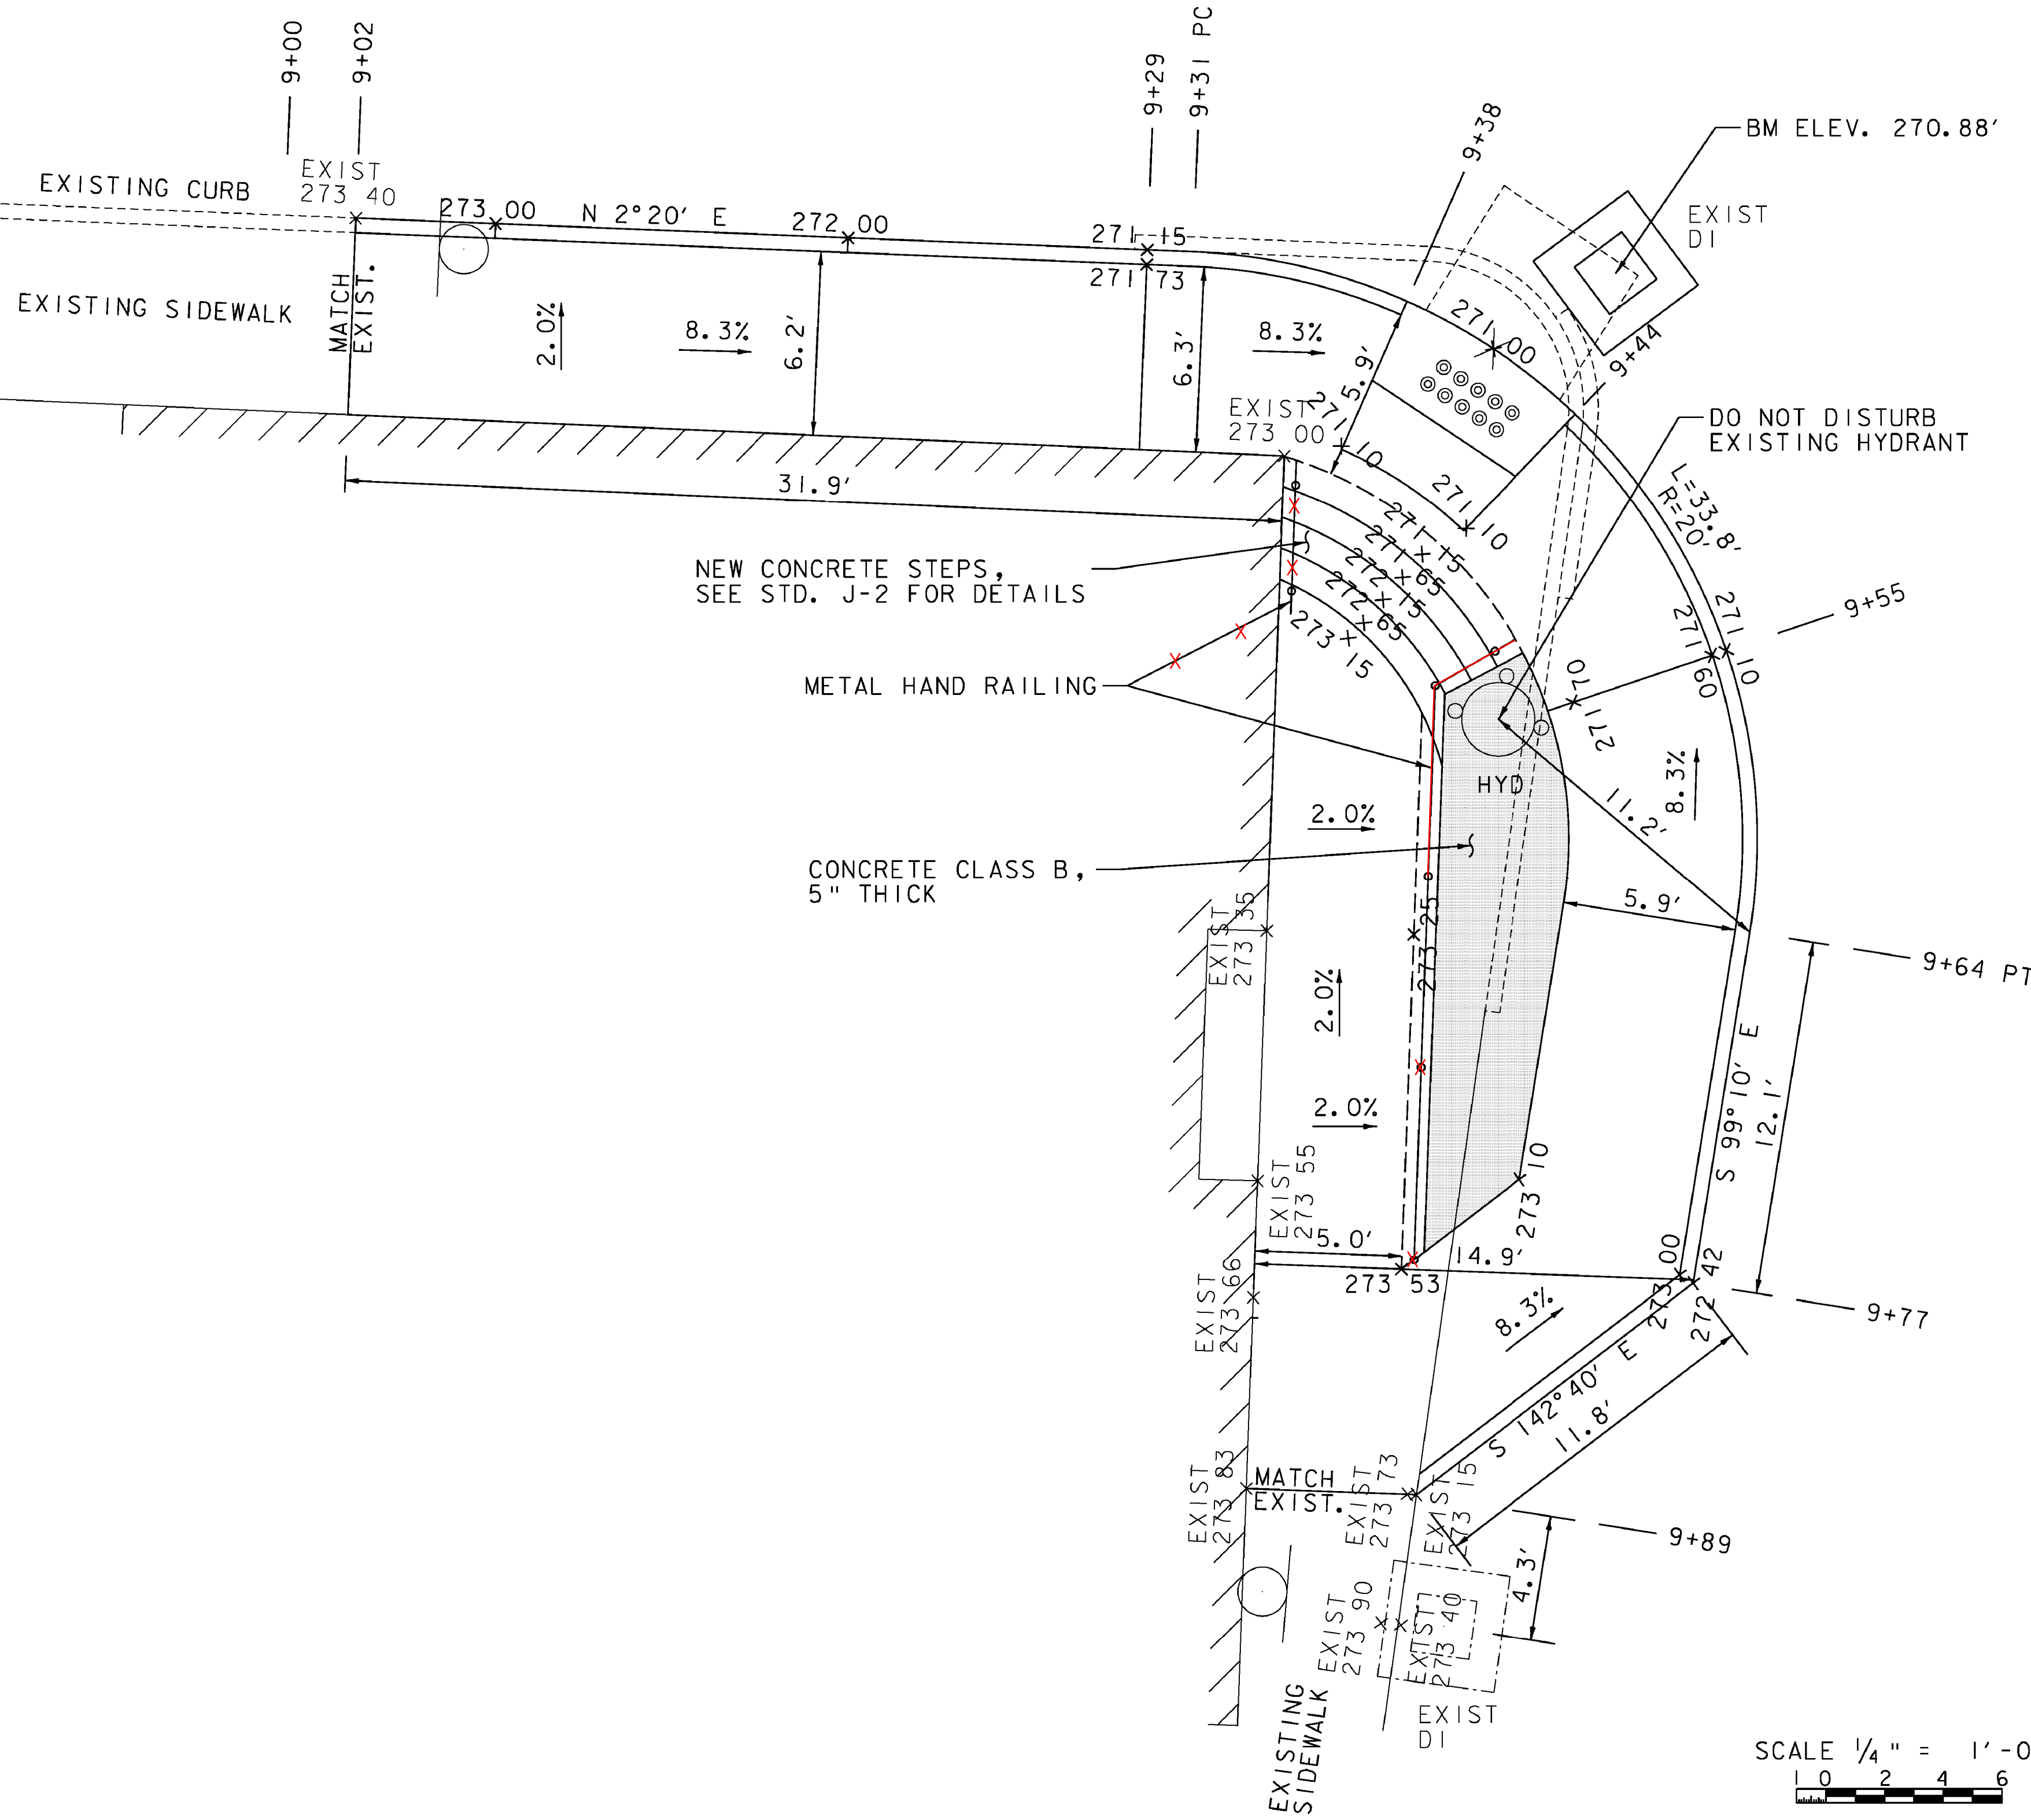 9+00
9+02
9+29
9+31 PC
9+38
BM ELEV. 270.88'
EXISTING CURB
EXIST
273 40
273 00
N 2°20' E
272 00
271 15
271 73
EXIST
DI
EXISTING SIDEWALK
MATCH
EXIST.
2.0%
8.3%
6.2'
6.3'
8.3%
5.9'
271 00
9+44
EXIST
273 00
271 10
271 10
DO NOT DISTURB
EXISTING HYDRANT
31.9'
L=33.8'
R=20'
NEW CONCRETE STEPS,
SEE STD. J-2 FOR DETAILS
271 15
271 65
272 15
272 65
273 15
9+55
271 10
271 60
271 70
METAL HAND RAILING
HYD
8.3%
11.2'
2.0%
CONCRETE CLASS B,
5" THICK
5.9'
EXIST
273 35
273 25
9+64 PT
2.0%
S 99°10' E
12.1'
2.0%
EXIST
273 55
273 10
5.0'
14.9'
273 53
273 00
272 42
9+77
EXIST
273 66
8.3%
S 142°40' E
11.8'
EXIST
273 83
MATCH
EXIST.
EXIST
273 73
EXIST
273 15
9+89
4.3'
EXIST
273 90
EXIST
273 40
EXIST
DI
EXISTING
SIDEWALK
SCALE 1/4" = 1'-0
1 0 2 4 6